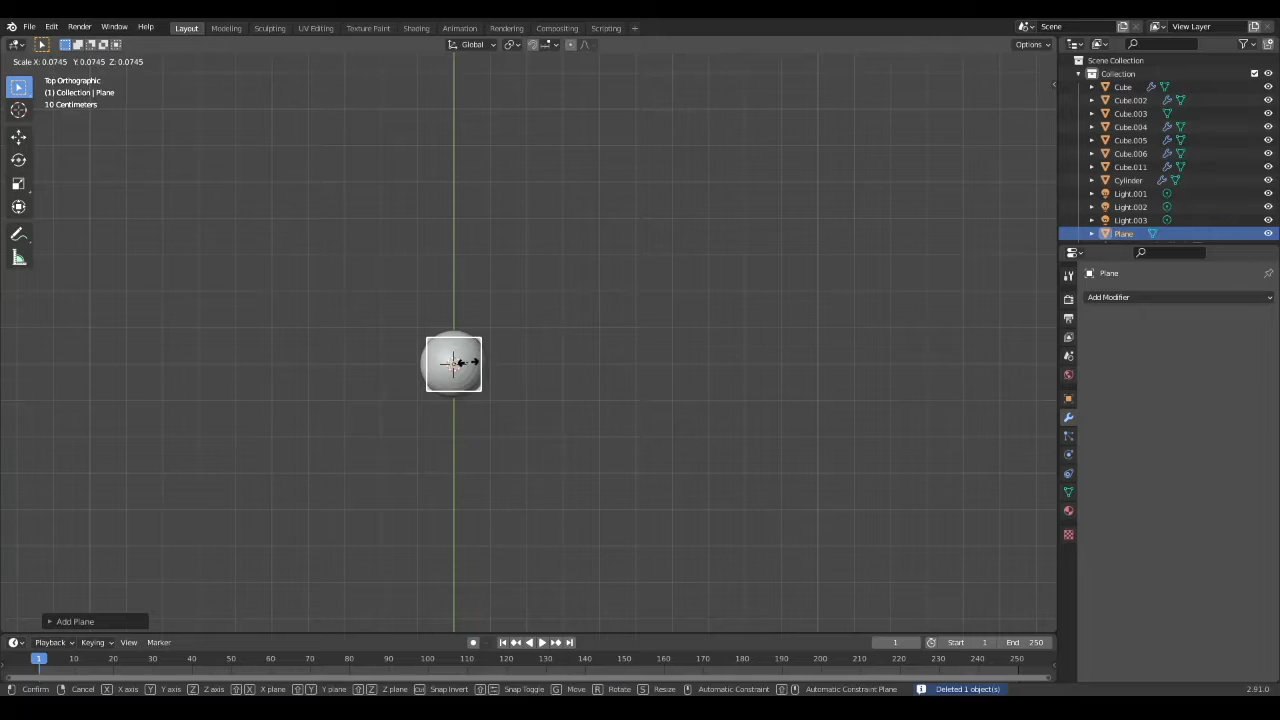 File Edit Render Window Help Layout Modeling Sculpting UV Editing Texture Paint Shading Animation Rendering Compositing Scripting + Scene View Layer
Global Options
Scale X: 0.0745 Y: 0.0745 Z: 0.0745
Top Orthographic
(1) Collection | Plane
10 Centimeters
Scene Collection
Collection
Cube
Cube.002
Cube.003
Cube.004
Cube.005
Cube.006
Cube.011
Cylinder
Light.001
Light.002
Light.003
Plane
Plane
Add Modifier
Add Plane
Playback Keying View Marker 1 Start 1 End 250
1 10 20 30 40 50 60 70 80 90 100 110 120 130 140 150 160 170 180 190 200 210 220 230 240 250
Confirm Cancel X X axis Y Y axis Z Z axis X X plane Y Y plane Z Z plane Snap Invert Snap Toggle G Move R Rotate S Resize Automatic Constraint Automatic Constraint Plane Deleted 1 object(s) 2.91.0